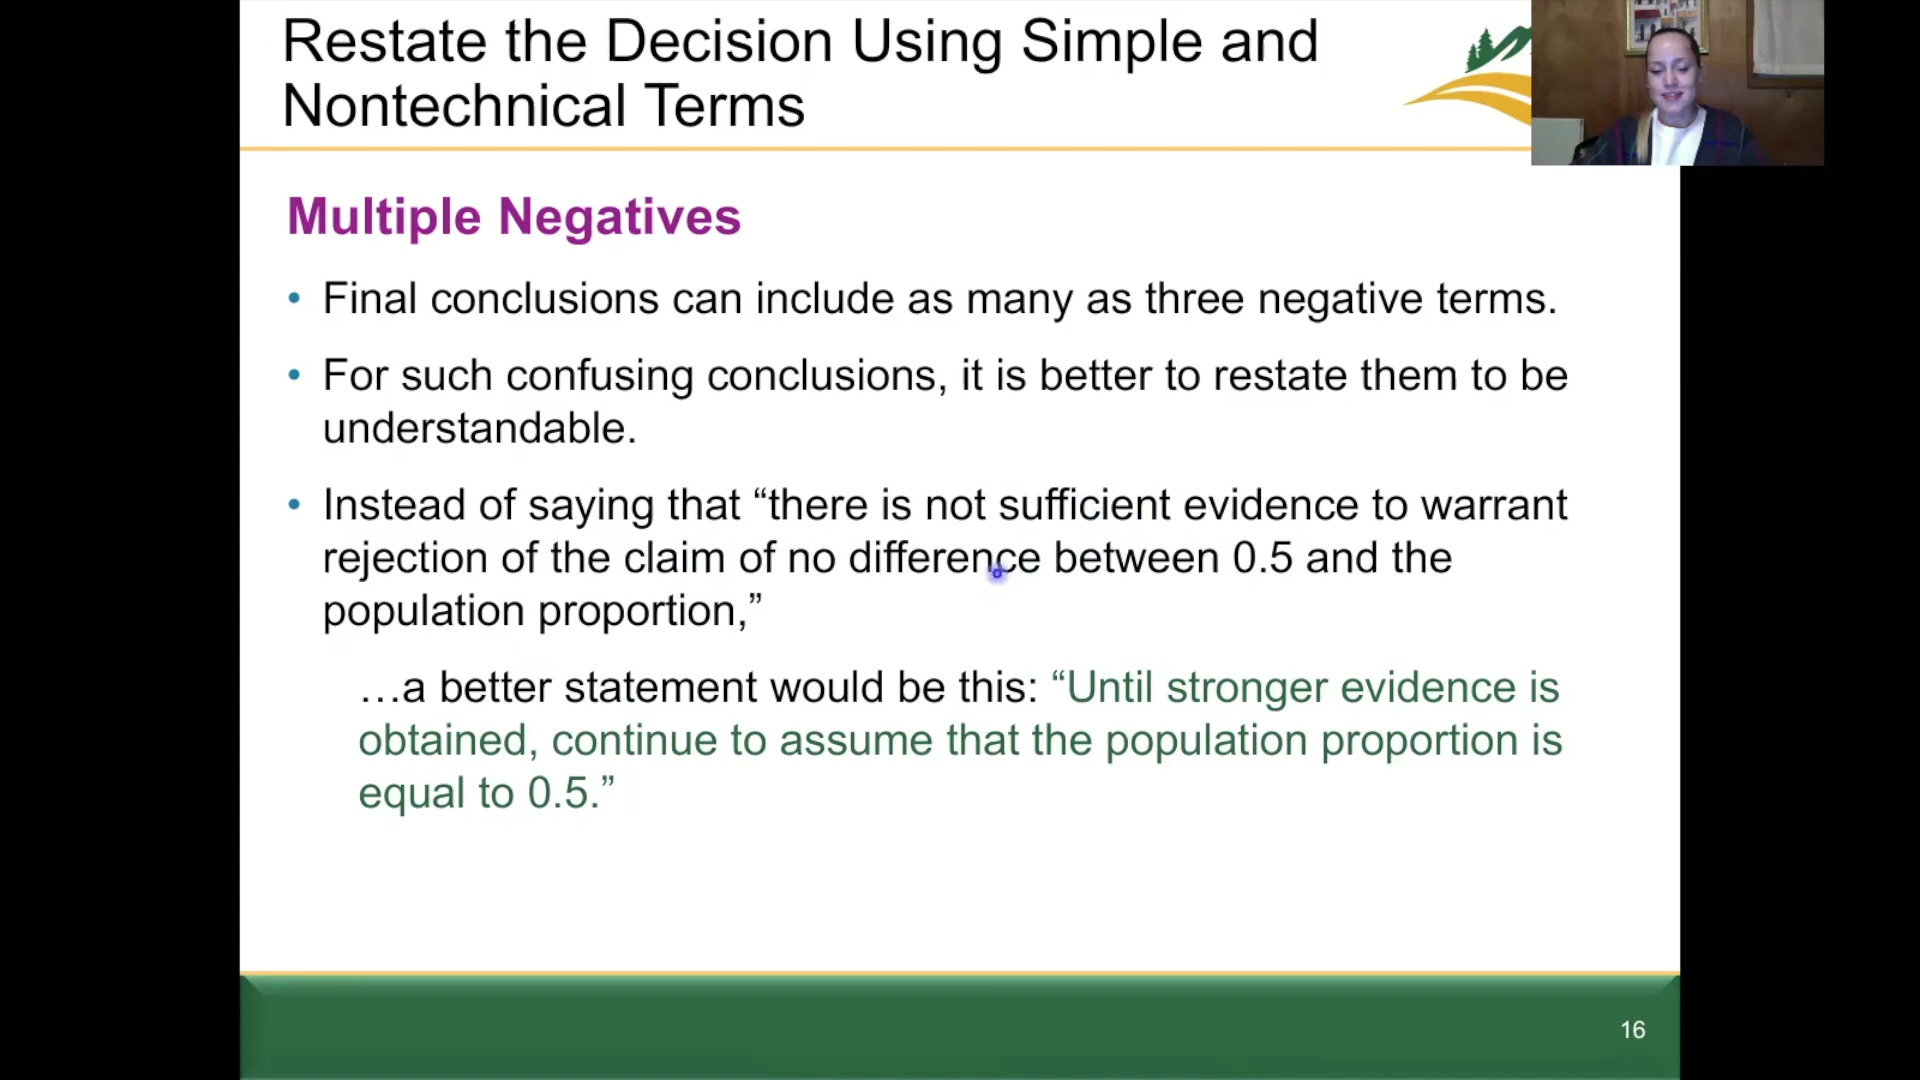 Restate the Decision Using Simple and
Nontechnical Terms
Multiple Negatives
• Final conclusions can include as many as three negative terms.
• For such confusing conclusions, it is better to restate them to be
understandable.
• Instead of saying that “there is not sufficient evidence to warrant
rejection of the claim of no difference between 0.5 and the
population proportion,”
…a better statement would be this: “Until stronger evidence is
obtained, continue to assume that the population proportion is
equal to 0.5.”
16